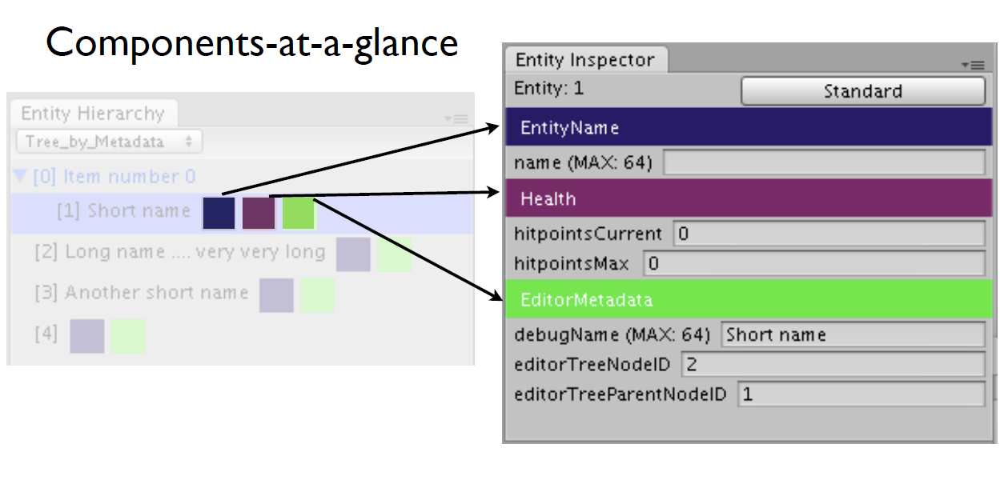 Components-at-a-glance
Entity Hierarchy
Tree_by_Metadata
[0] Item number 0
[1] Short name
[2] Long name .... very very long
[3] Another short name
[4]
Entity Inspector
Entity: 1
Standard
EntityName
name (MAX: 64)
Health
hitpointsCurrent 0
hitpointsMax 0
EditorMetadata
debugName (MAX: 64) Short name
editorTreeNodeID 2
editorTreeParentNodeID 1